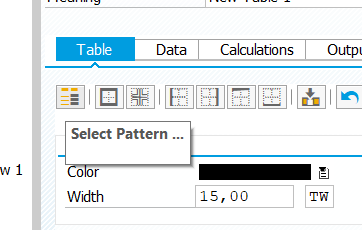 Meaning New Table 1
Table Data Calculations Outpu
Select Pattern ...
w 1
Color
Width 15,00 TW